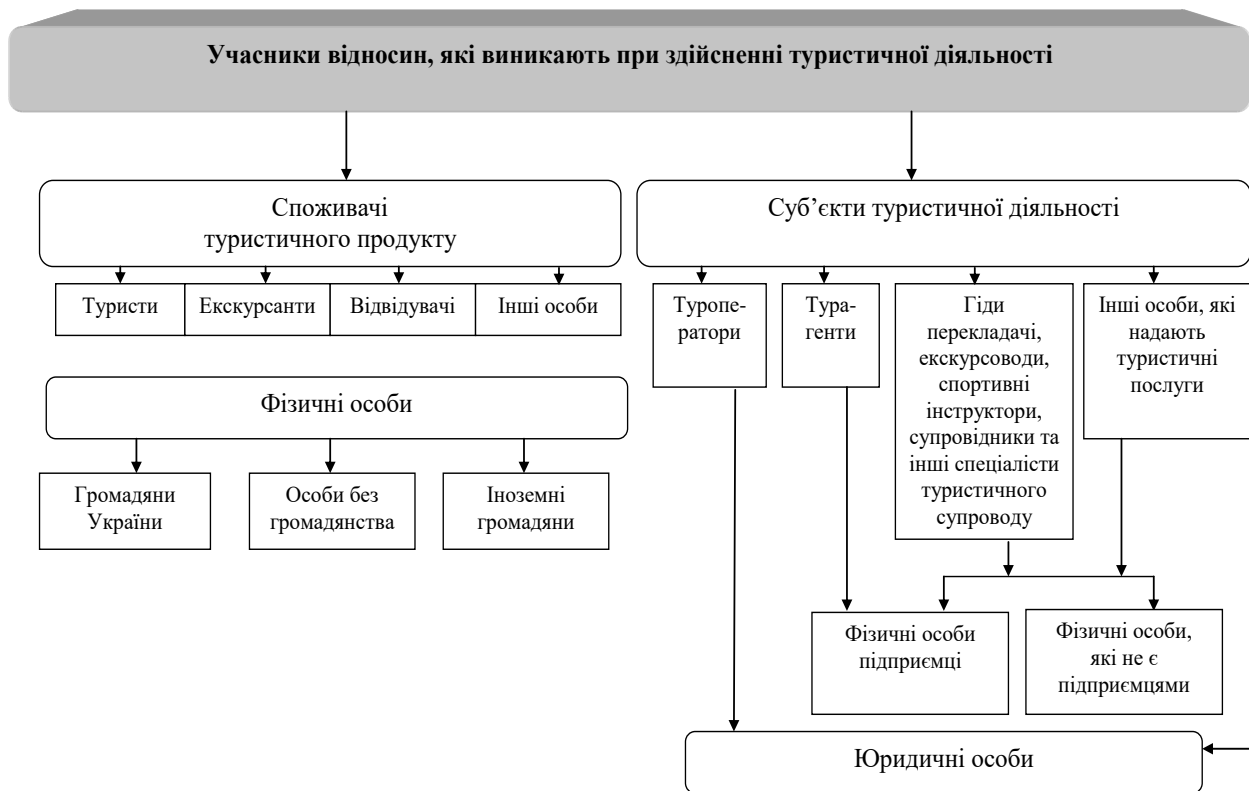 Учасники відносин, які виникають при здійсненні туристичної діяльності
Споживачі
туристичного продукту
Туристи
Екскурсанти
Відвідувачі
Інші особи
Фізичні особи
Громадяни
України
Особи без
громадянства
Іноземні
громадяни
Суб’єкти туристичної діяльності
Туропе-
ратори
Тура-
генти
Гіди
перекладачі,
екскурсоводи,
спортивні
інструктори,
супровідники та
інші спеціалісти
туристичного
супроводу
Інші особи, які
надають
туристичні
послуги
Фізичні особи
підприємці
Фізичні особи,
які не є
підприємцями
Юридичні особи